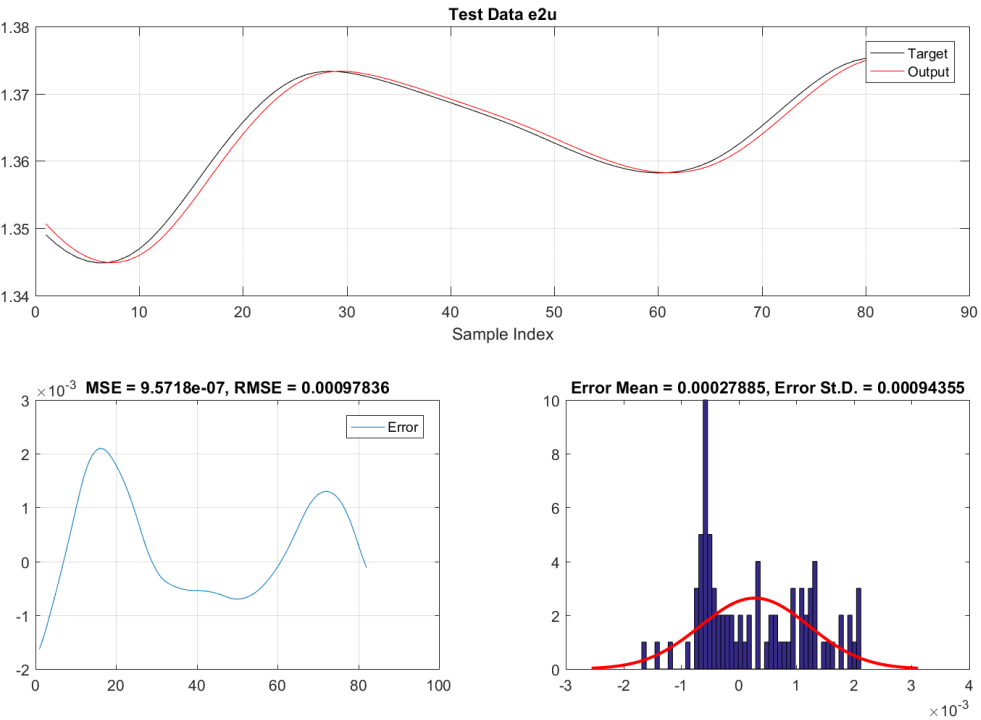 Test Data e2u
1.38
1.37
1.36
1.35
1.34
Target
Output
0 10 20 30 40 50 60 70 80 90
Sample Index
MSE = 9.5718e-07, RMSE = 0.00097836
×10⁻³
3
2
1
0
-1
-2
Error
0 20 40 60 80 100
Error Mean = 0.00027885, Error St.D. = 0.00094355
10
8
6
4
2
0
-3 -2 -1 0 1 2 3 4
×10⁻³